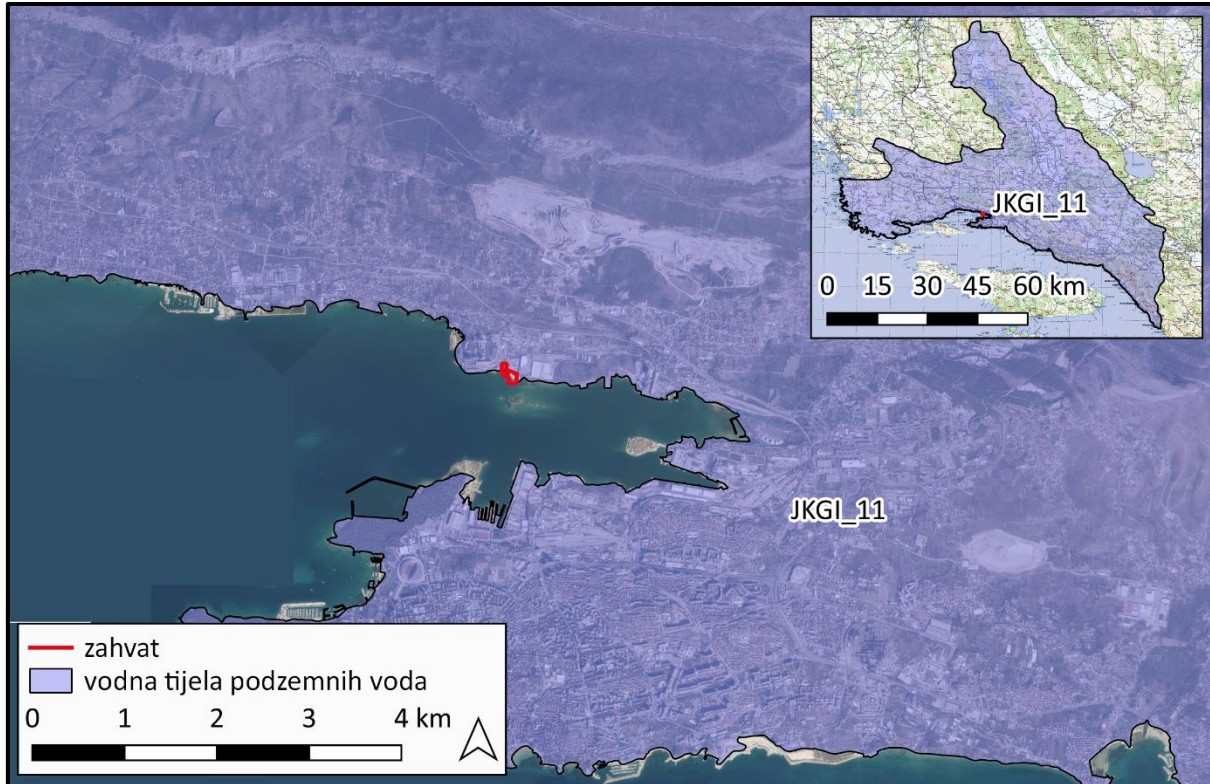 JKGI_11
0 15 30 45 60 km
JKGI_11
zahvat
vodna tijela podzemnih voda
0 1 2 3 4 km